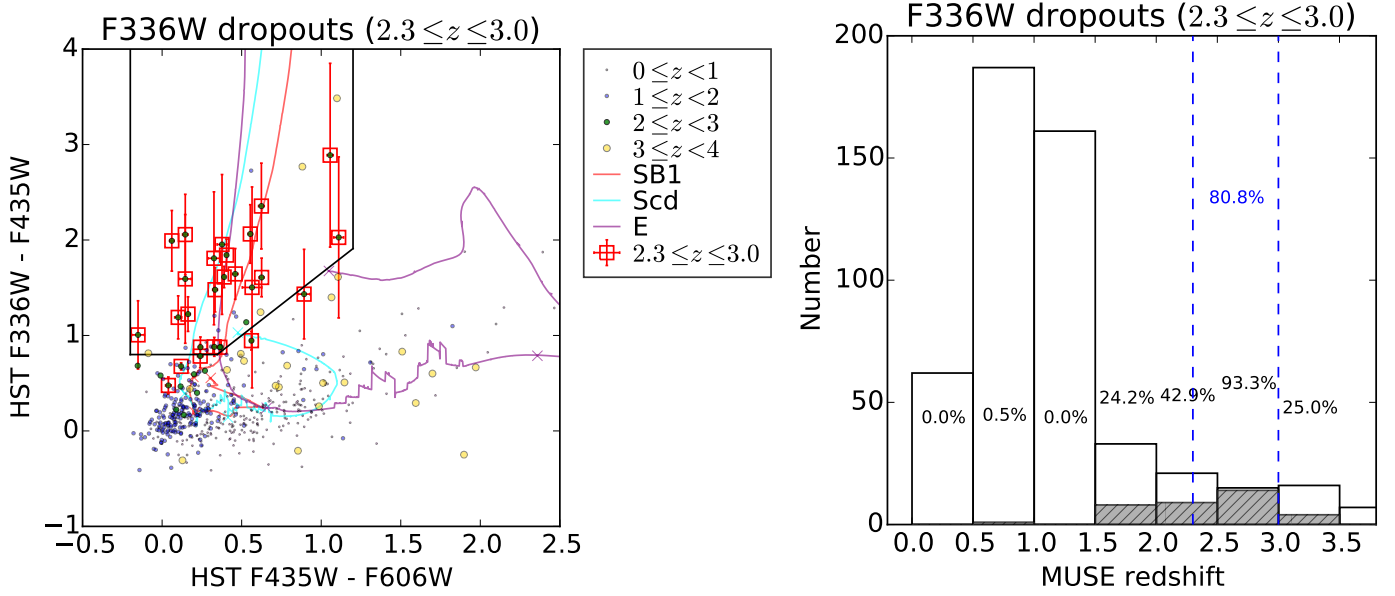 F336W dropouts (2.3 ≤z ≤3.0)
4
3
2
1
0
−1
HST F336W - F435W
−0.5 0.0 0.5 1.0 1.5 2.0 2.5
HST F435W - F606W
0 ≤z <1
1 ≤z <2
2 ≤z <3
3 ≤z <4
SB1
Scd
E
2.3 ≤z ≤3.0
F336W dropouts (2.3 ≤z ≤3.0)
200
150
100
50
0
Number
80.8%
0.0%
0.5%
0.0%
24.2%
42.9%
93.3%
25.0%
0.0 0.5 1.0 1.5 2.0 2.5 3.0 3.5
MUSE redshift